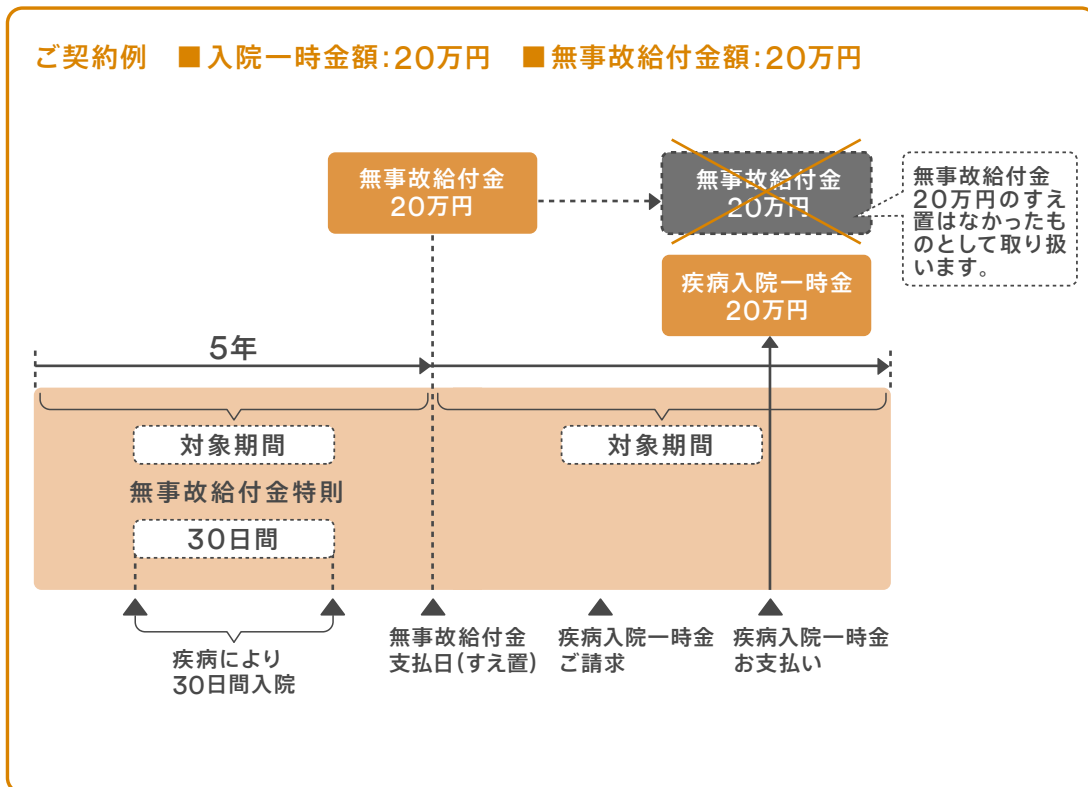 ご契約例 ■入院一時金額:20万円 ■無事故給付金額:20万円
無事故給付金
20万円
無事故給付金
20万円
無事故給付金
20万円のすえ
置はなかったも
のとして取り扱
います。
疾病入院一時金
20万円
5年
対象期間
対象期間
無事故給付金特則
30日間
疾病により
30日間入院
無事故給付金
支払日(すえ置)
疾病入院一時金
ご請求
疾病入院一時金
お支払い